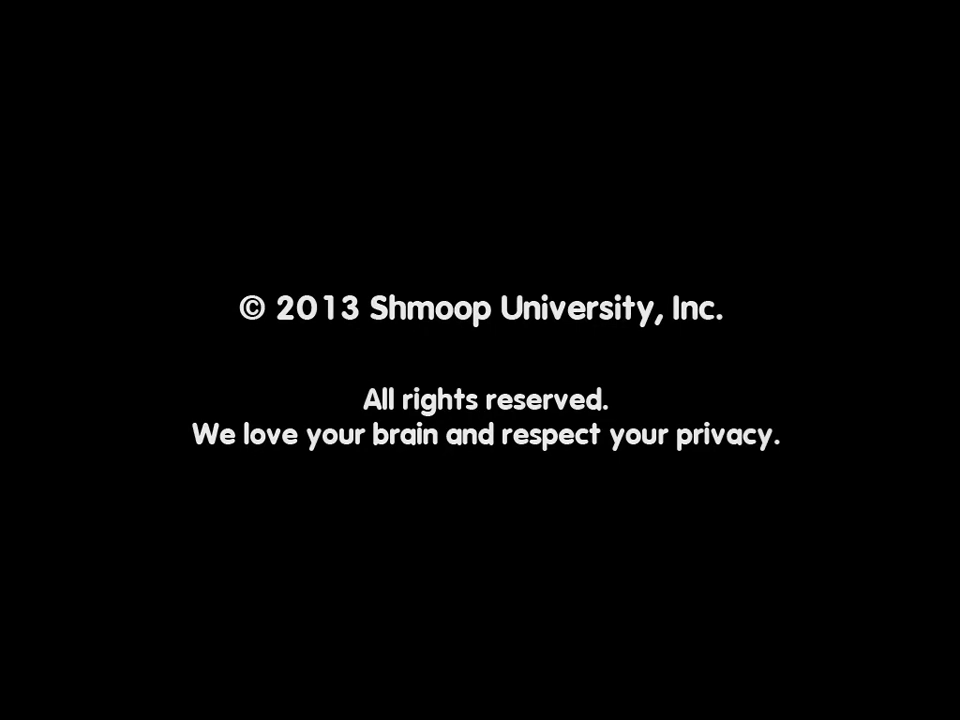 © 2013 Shmoop University, Inc.
All rights reserved.
We love your brain and respect your privacy.